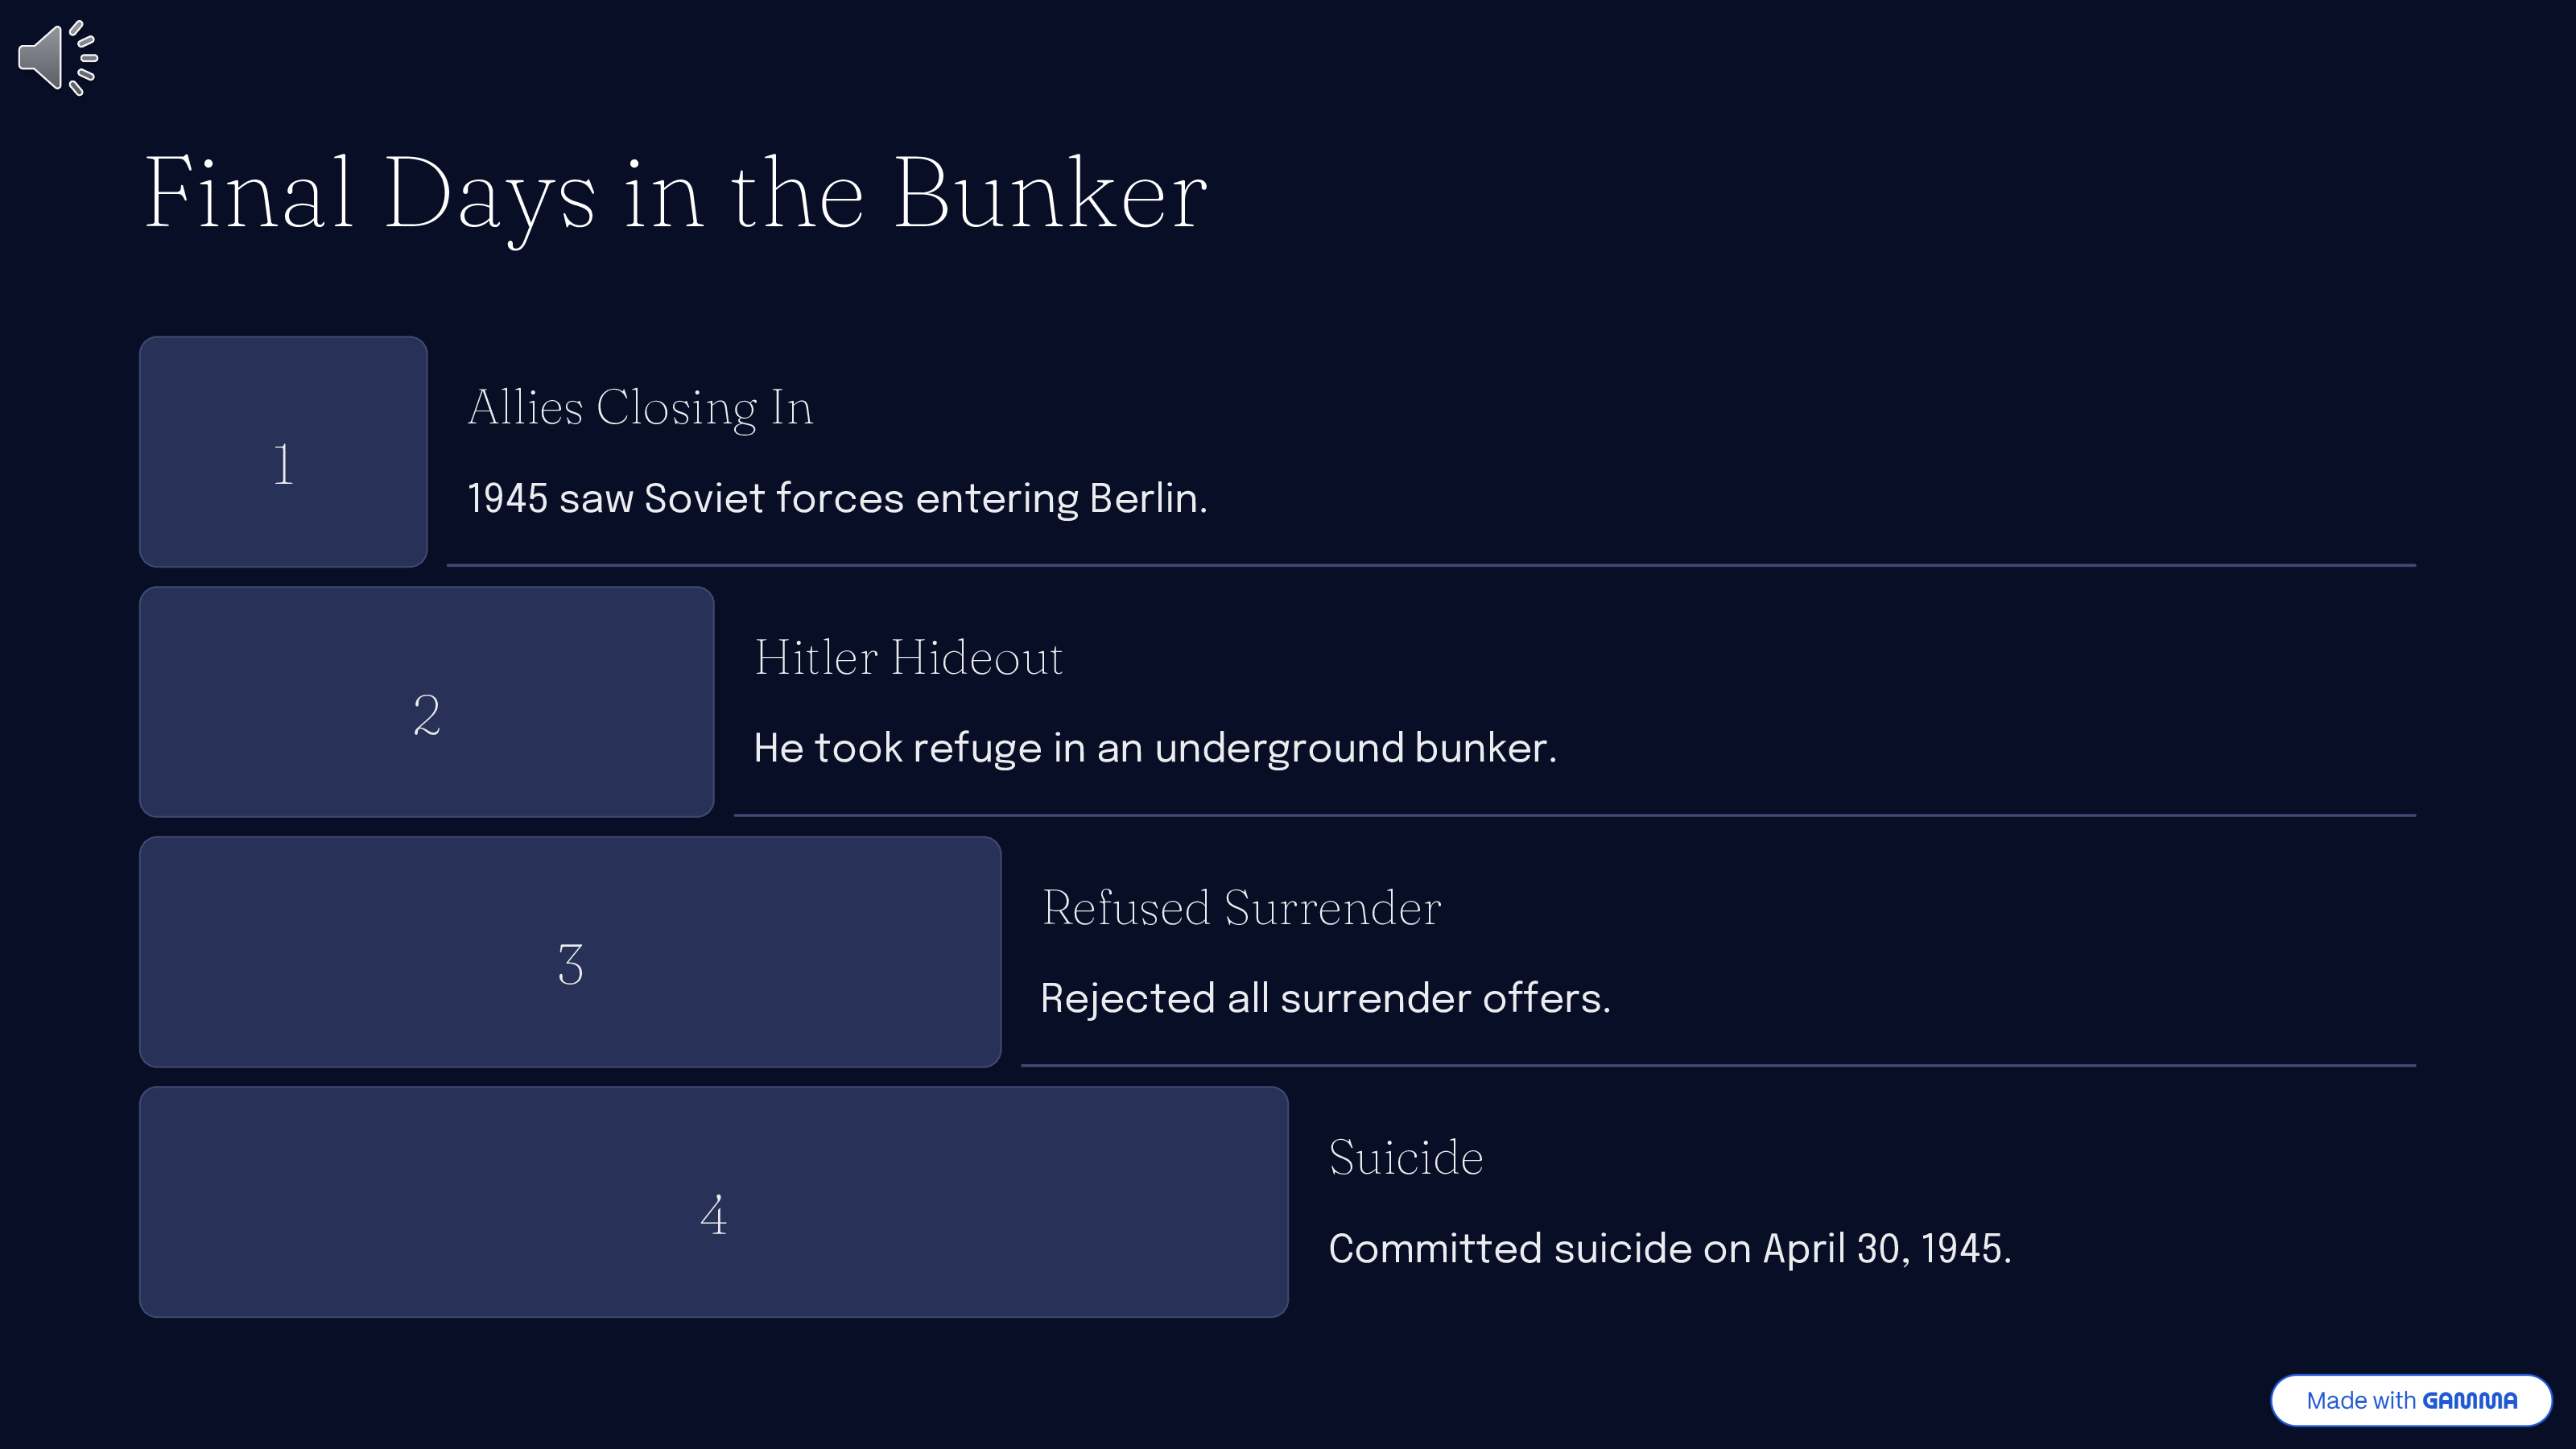 Final Days in the Bunker
1
Allies Closing In
1945 saw Soviet forces entering Berlin.
2
Hitler Hideout
He took refuge in an underground bunker.
3
Refused Surrender
Rejected all surrender offers.
4
Suicide
Committed suicide on April 30, 1945.
Made with GAMMA